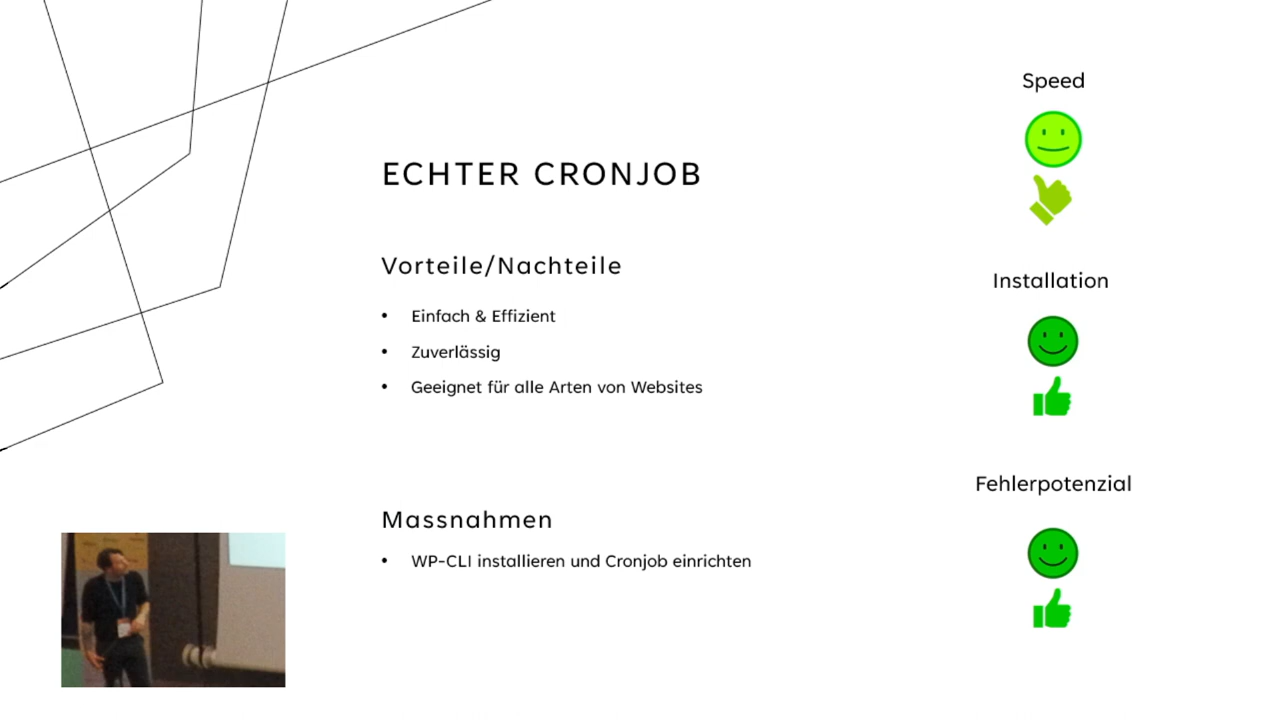 ECHTER CRONJOB
Vorteile/Nachteile
• Einfach & Effizient
• Zuverlässig
• Geeignet für alle Arten von Websites
Massnahmen
• WP-CLI installieren und Cronjob einrichten
Speed
Installation
Fehlerpotenzial